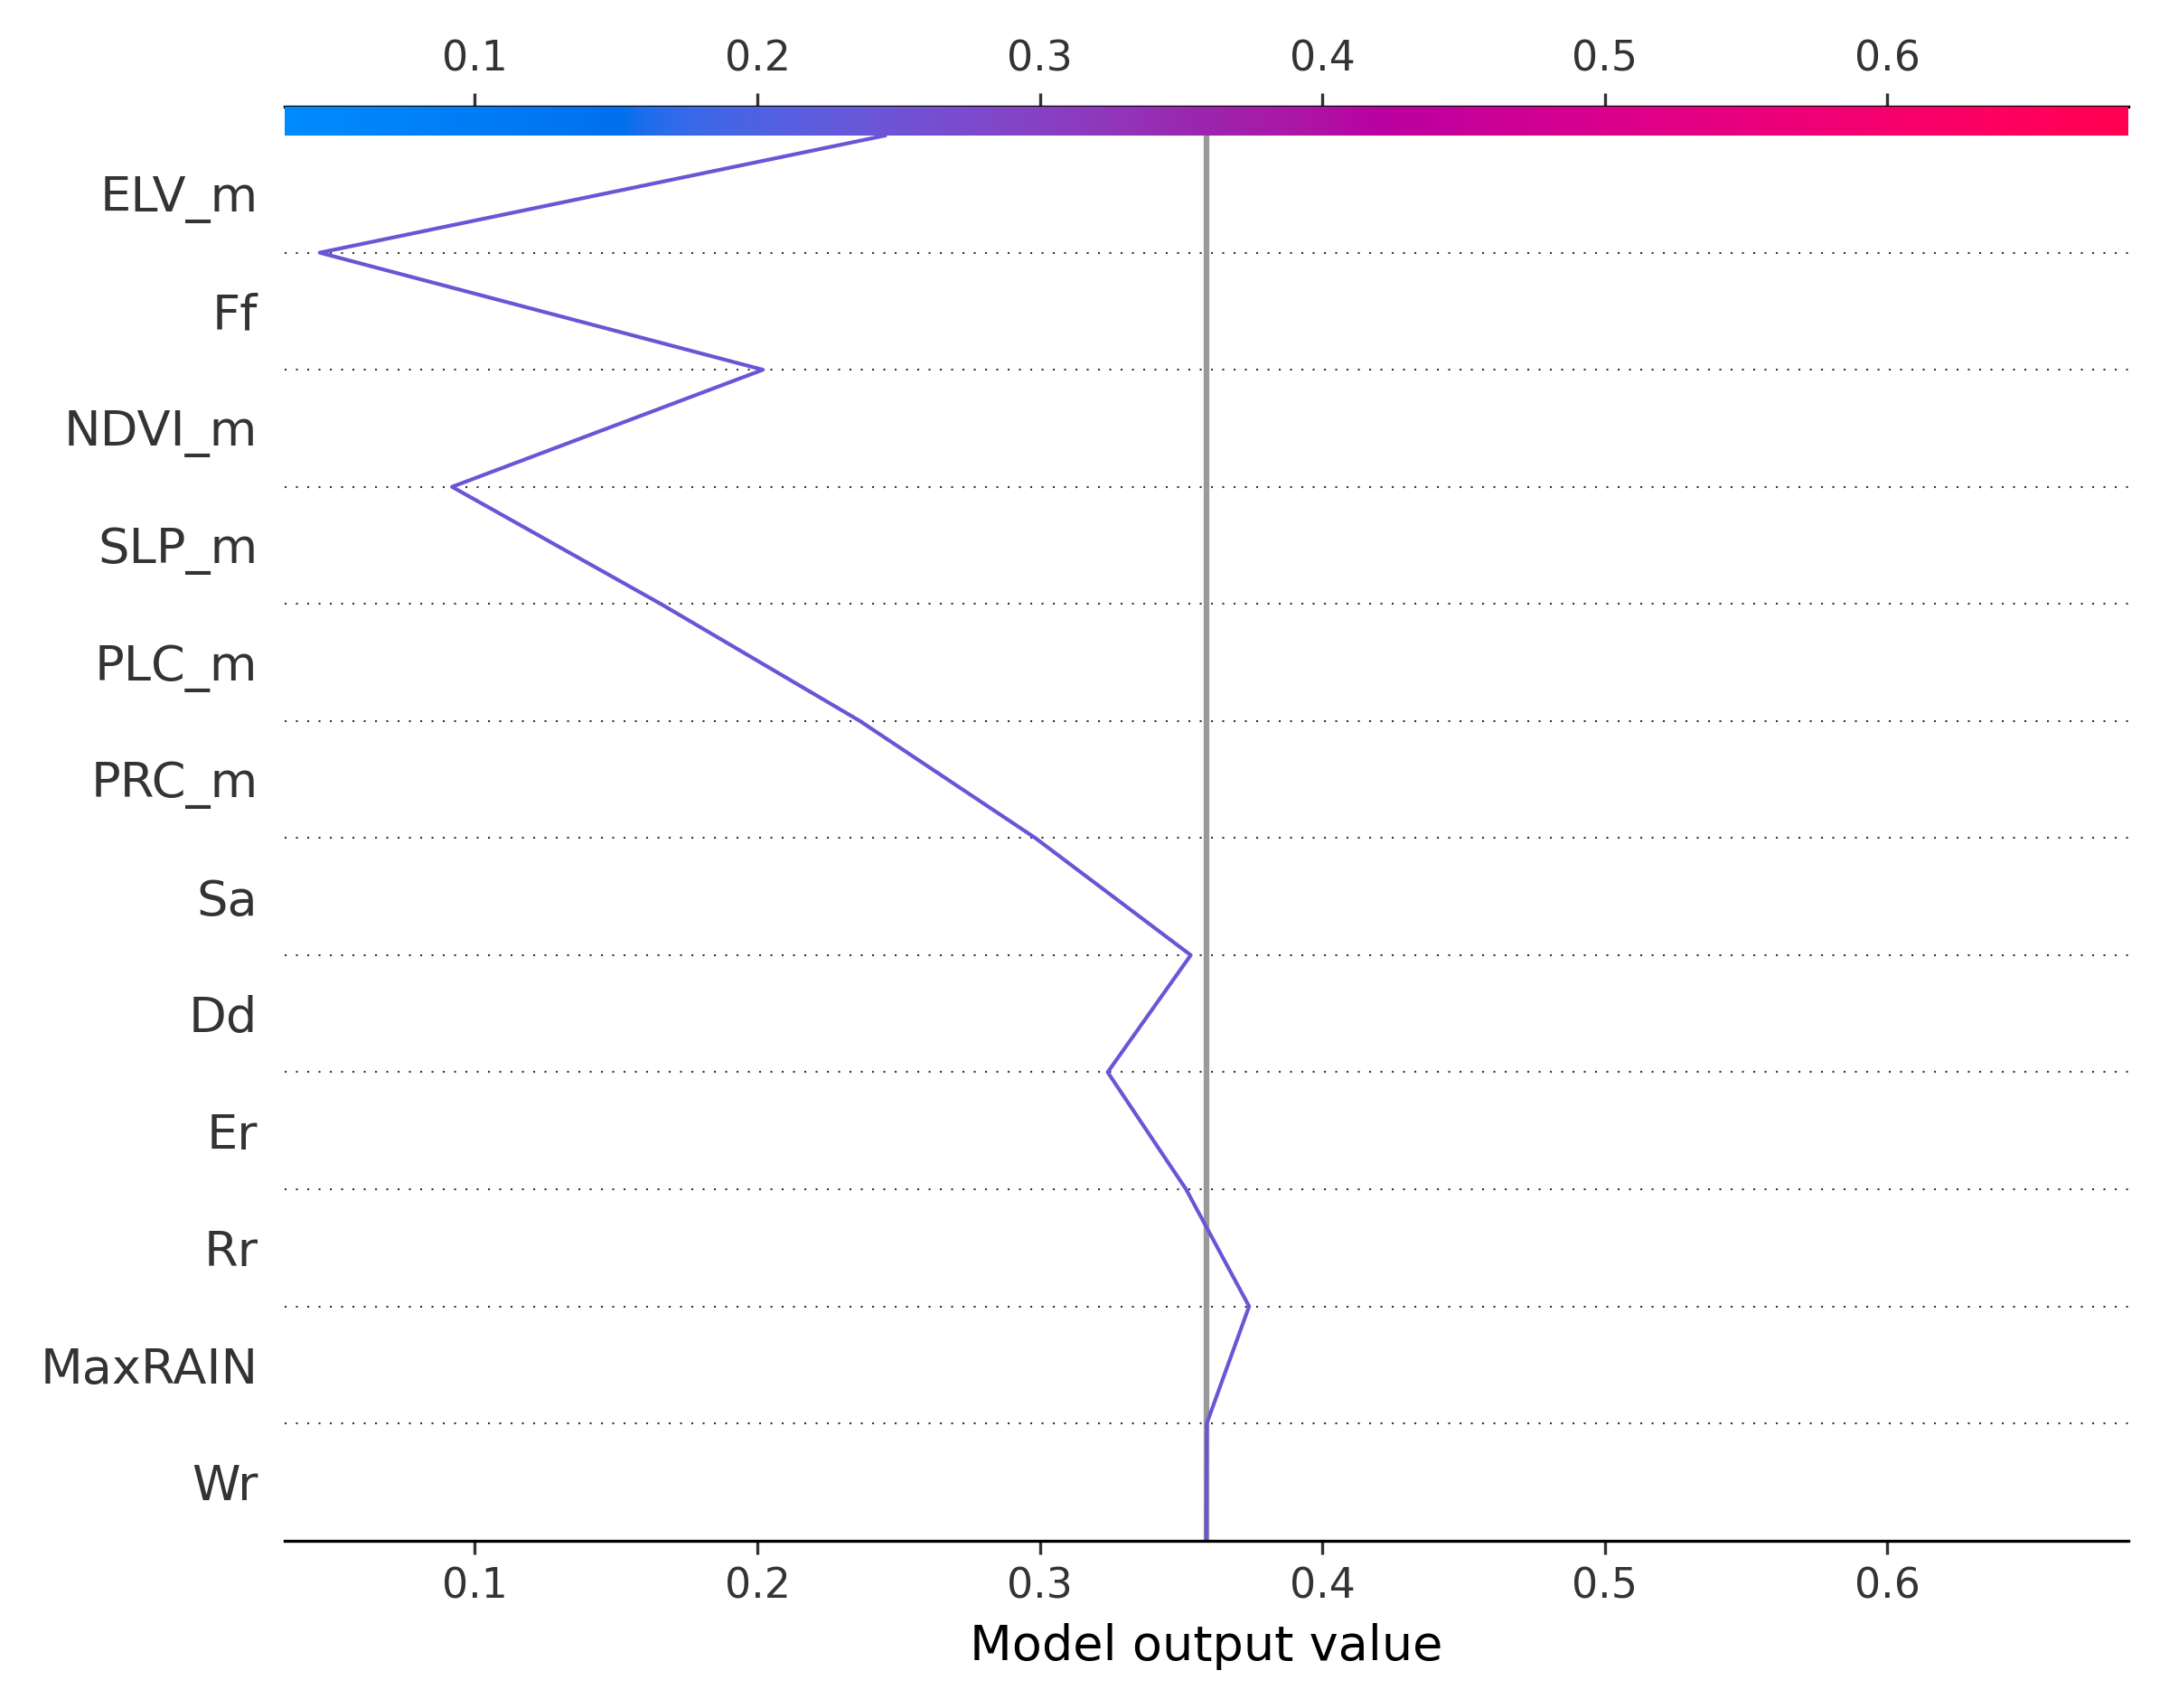 0.1 0.2 0.3 0.4 0.5 0.6
ELV_m
Ff
NDVI_m
SLP_m
PLC_m
PRC_m
Sa
Dd
Er
Rr
MaxRAIN
Wr
0.1 0.2 0.3 0.4 0.5 0.6
Model output value